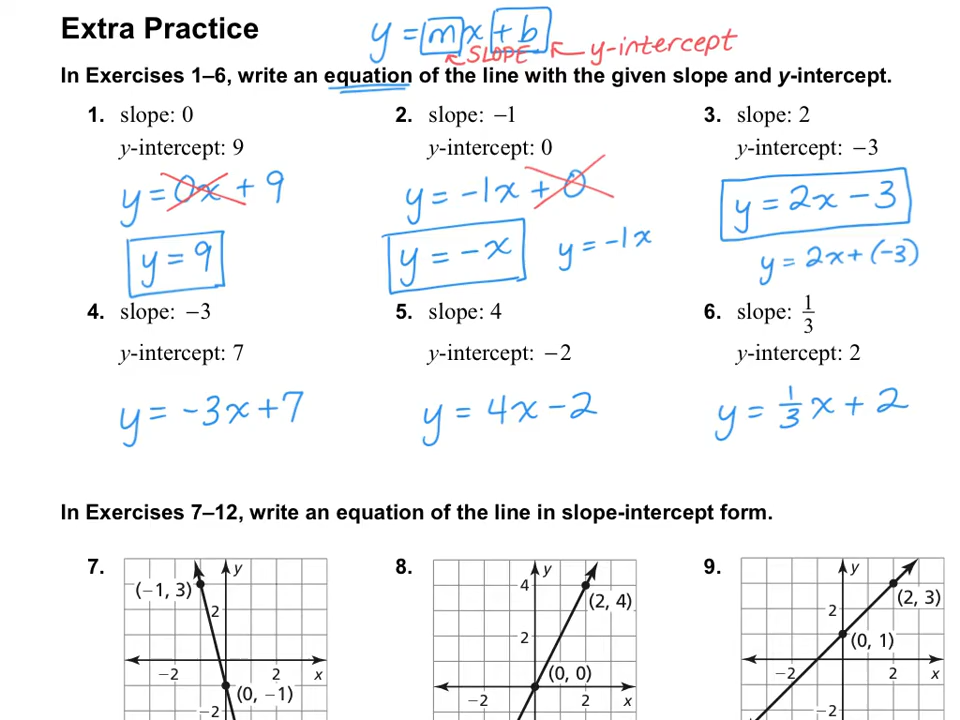 Extra Practice
y = mx + b
SLOPE y-intercept
In Exercises 1–6, write an equation of the line with the given slope and y-intercept.
1. slope: 0
y-intercept: 9
y = 0x + 9
y = 9
2. slope: −1
y-intercept: 0
y = -1x + 0
y = -x y = -1x
3. slope: 2
y-intercept: −3
y = 2x - 3
y = 2x + (-3)
4. slope: −3
y-intercept: 7
y = -3x + 7
5. slope: 4
y-intercept: −2
y = 4x - 2
6. slope: 1/3
y-intercept: 2
y = 1/3 x + 2
In Exercises 7–12, write an equation of the line in slope-intercept form.
7.
y
(−1, 3)
2
−2 2 x
(0, −1)
−2
8.
y
4
(2, 4)
2
(0, 0)
−2 2 x
9.
y
(2, 3)
2
(0, 1)
−2 2 x
−2